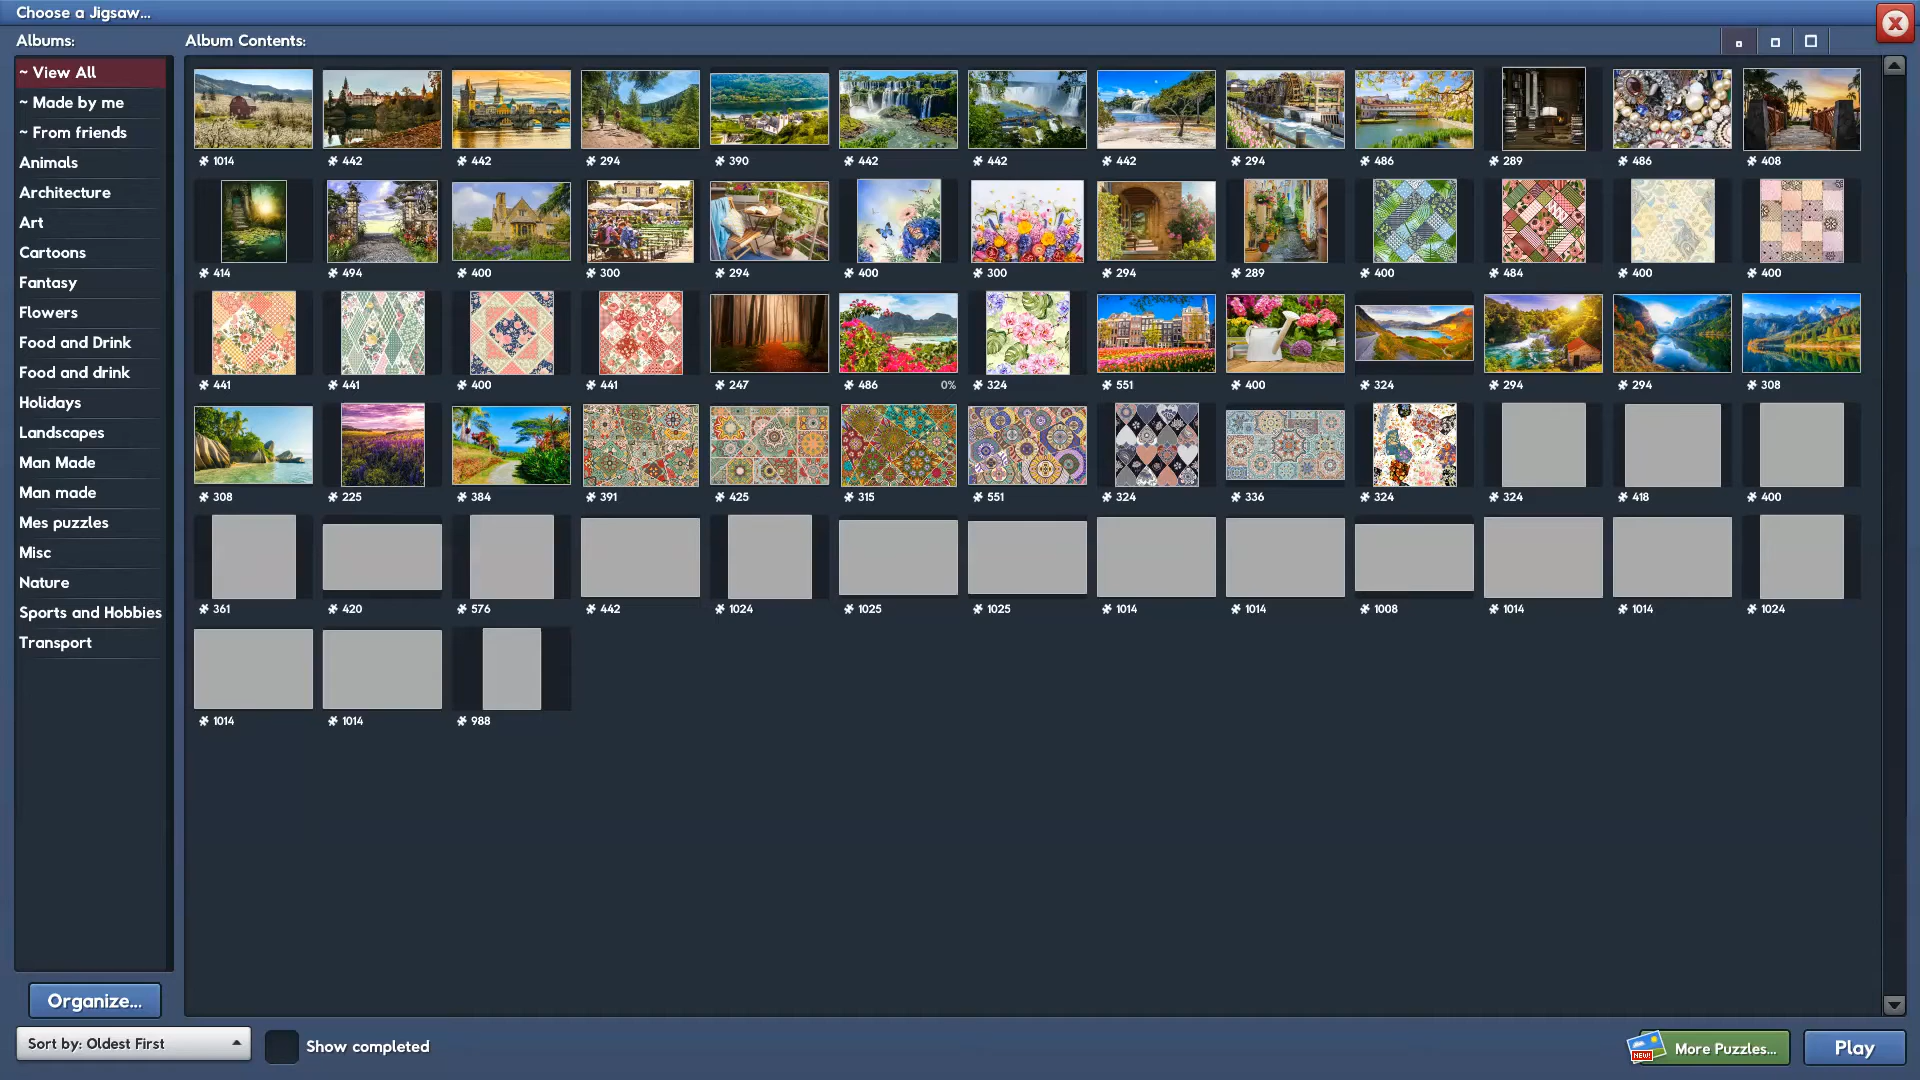 Choose a Jigsaw...
Albums:
Album Contents:
~ View All
~ Made by me
~ From friends
Animals
Architecture
Art
Cartoons
Fantasy
Flowers
Food and Drink
Food and drink
Holidays
Landscapes
Man Made
Man made
Mes puzzles
Misc
Nature
Sports and Hobbies
Transport
1014 442 442 294 390 442 442 442 294 486 289 486 408
414 494 400 300 294 400 300 294 289 400 484 400 400
441 441 400 441 247 486 0% 324 551 400 324 294 294 308
308 225 384 391 425 315 551 324 336 324 324 418 400
361 420 576 442 1024 1025 1025 1014 1014 1008 1014 1014 1024
1014 1014 988
Organize...
Sort by: Oldest First
Show completed
NEW!
More Puzzles...
Play